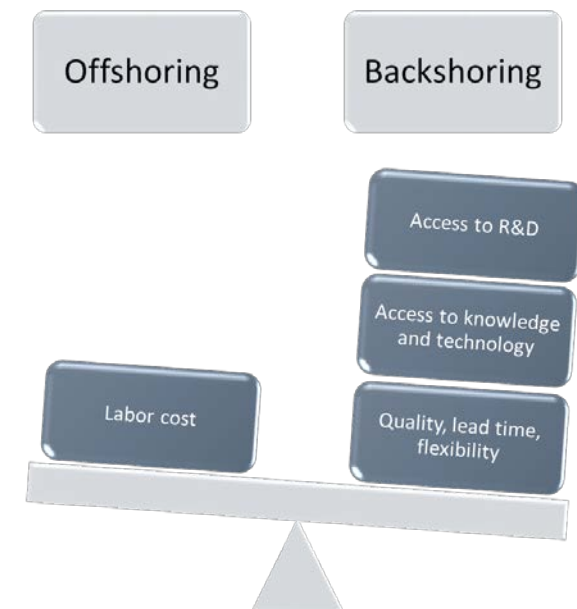 Offshoring
Backshoring
Access to R&D
Access to knowledge
and technology
Labor cost
Quality, lead time,
flexibility